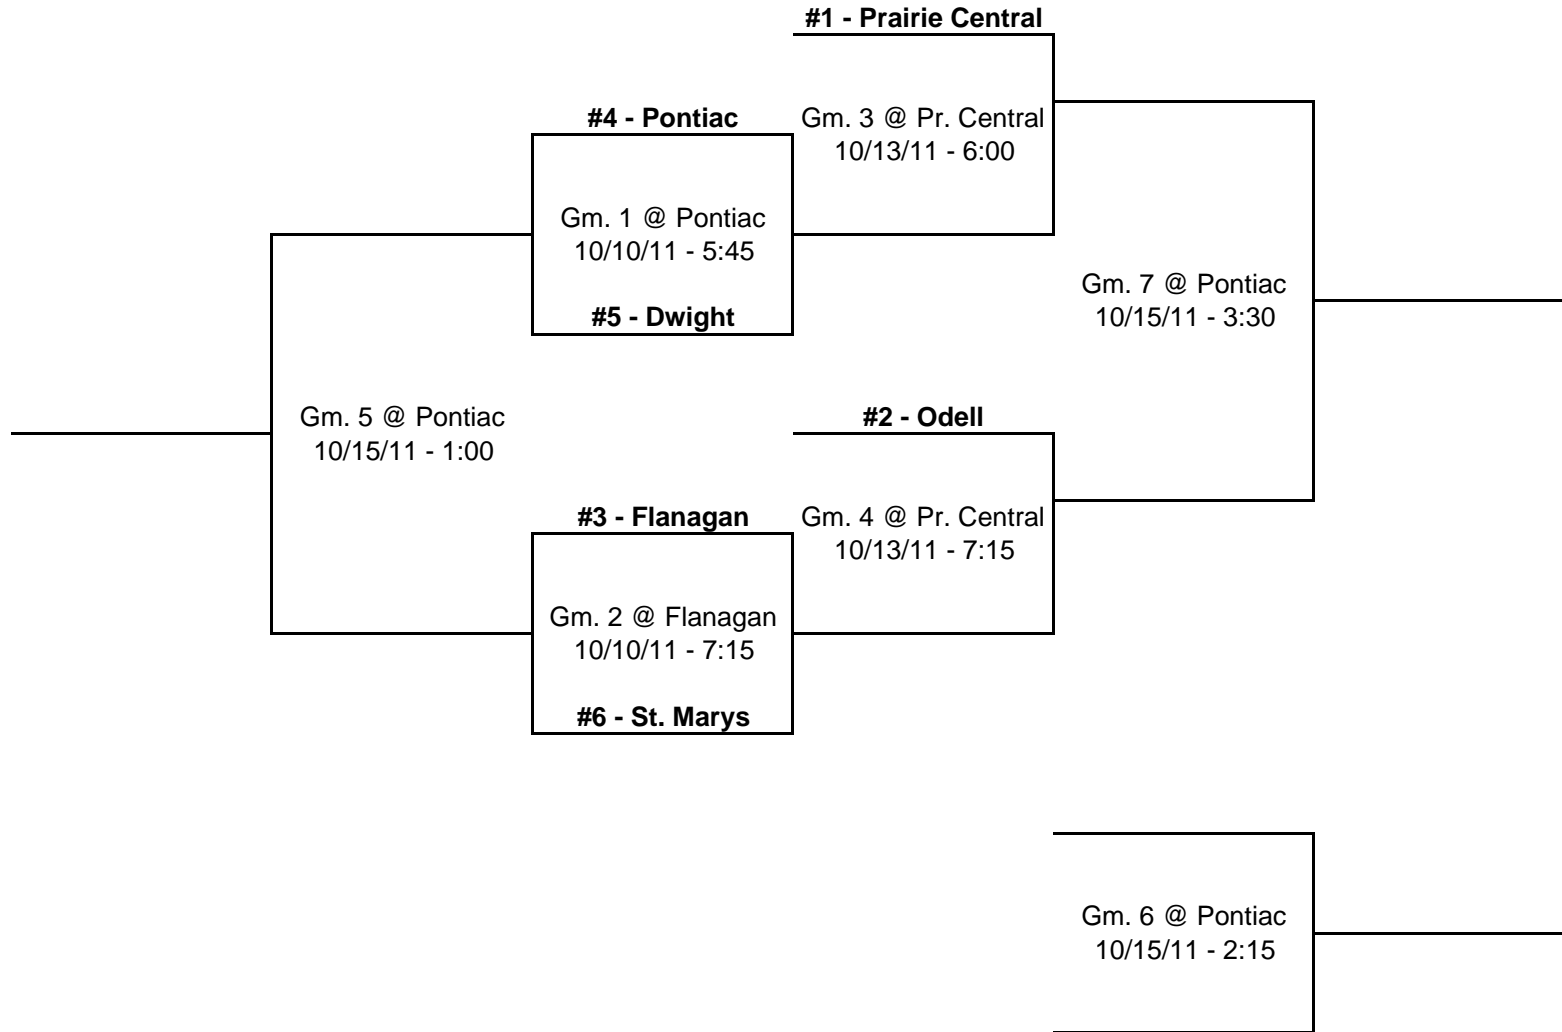 #1 - Prairie Central
#4 - Pontiac
Gm. 3 @ Pr. Central
10/13/11 - 6:00
Gm. 1 @ Pontiac
10/10/11 - 5:45
Gm. 7 @ Pontiac
10/15/11 - 3:30
#5 - Dwight
Gm. 5 @ Pontiac
10/15/11 - 1:00
#2 - Odell
#3 - Flanagan
Gm. 4 @ Pr. Central
10/13/11 - 7:15
Gm. 2 @ Flanagan
10/10/11 - 7:15
#6 - St. Marys
Gm. 6 @ Pontiac
10/15/11 - 2:15